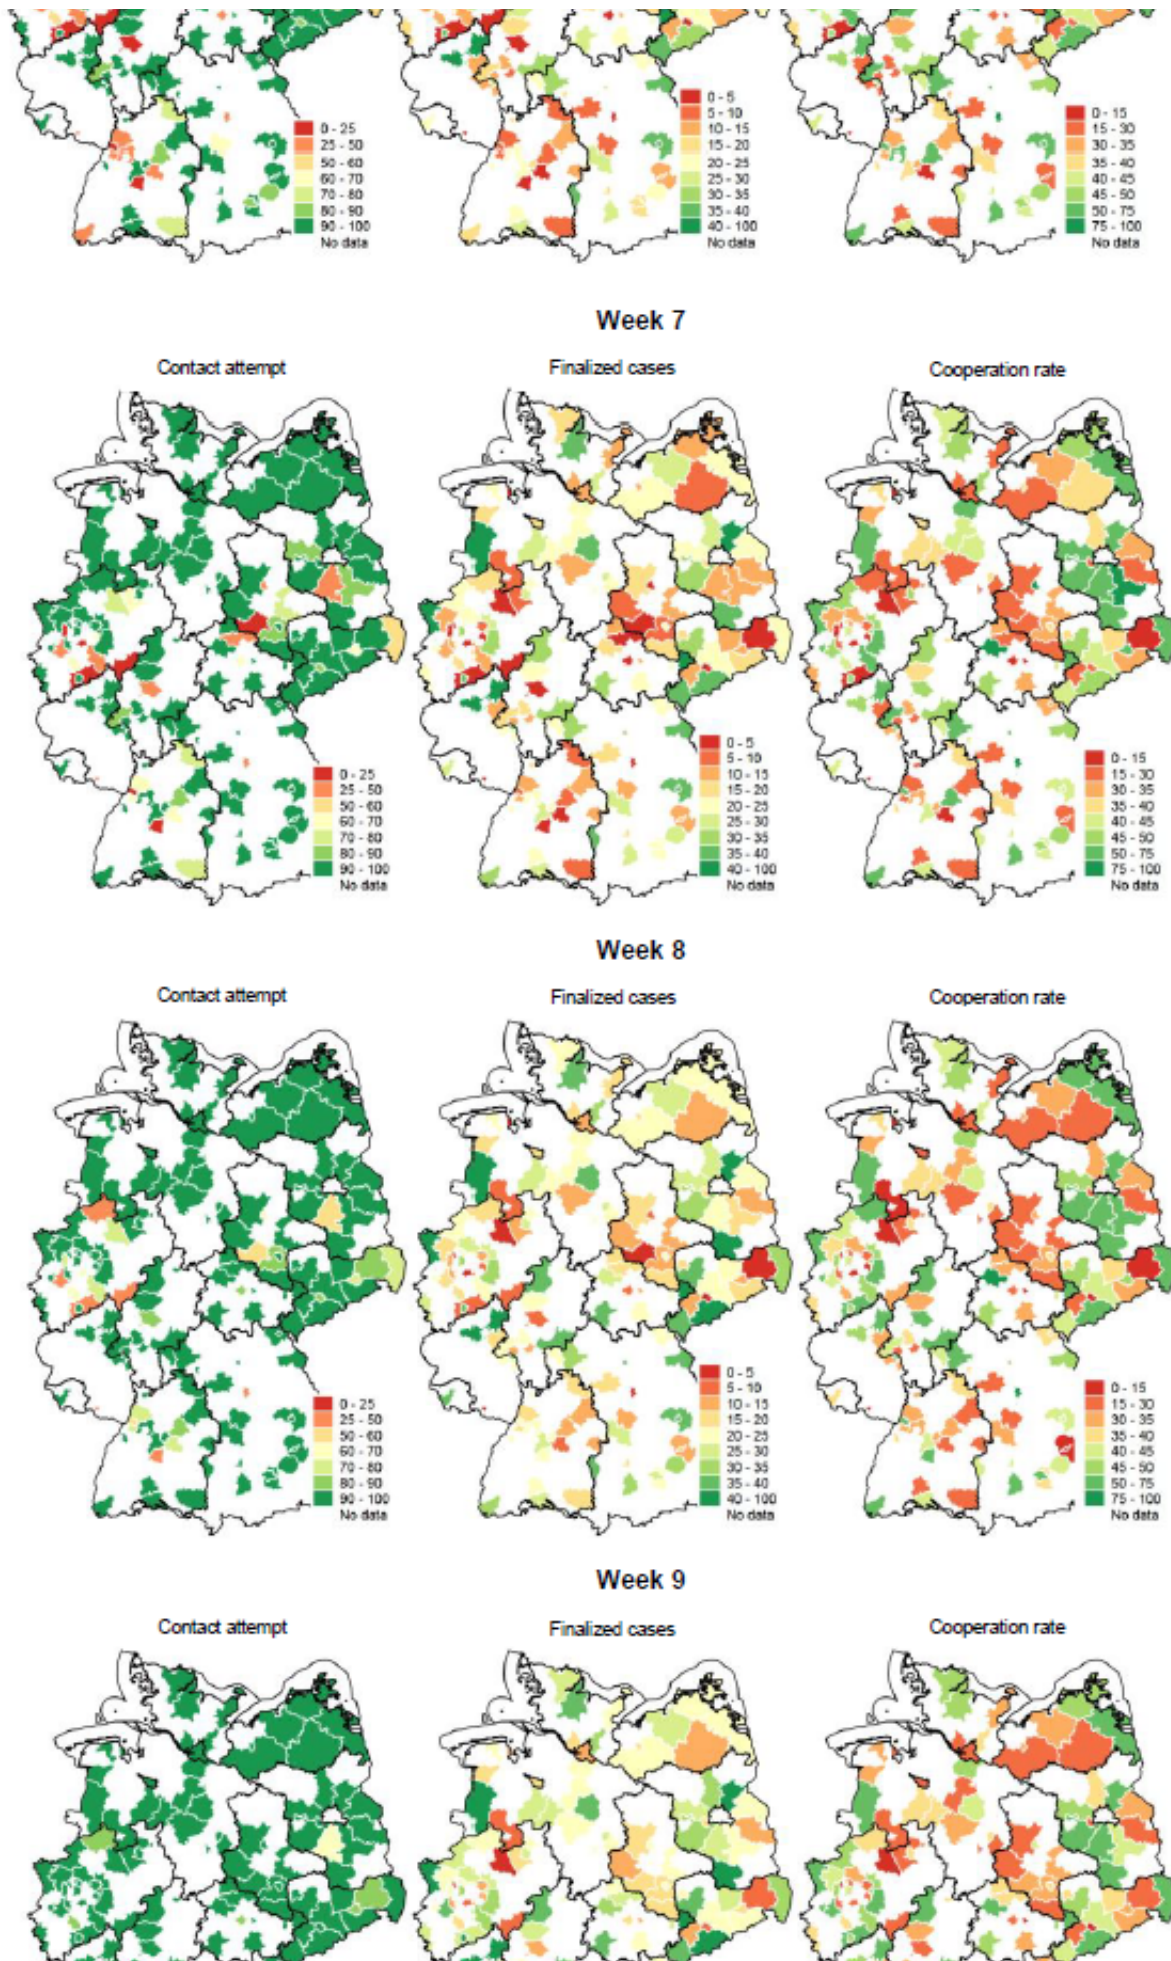 0 - 25
25 - 50
50 - 60
60 - 70
70 - 80
80 - 90
90 - 100
No data
0 - 5
5 - 10
10 - 15
15 - 20
20 - 25
25 - 30
30 - 35
35 - 40
40 - 100
No data
0 - 15
15 - 30
30 - 35
35 - 40
40 - 45
45 - 50
50 - 75
75 - 100
No data
Week 7
Contact attempt
Finalized cases
Cooperation rate
0 - 25
25 - 50
50 - 60
60 - 70
70 - 80
80 - 90
90 - 100
No data
0 - 5
5 - 10
10 - 15
15 - 20
20 - 25
25 - 30
30 - 35
35 - 40
40 - 100
No data
0 - 15
15 - 30
30 - 35
35 - 40
40 - 45
45 - 50
50 - 75
75 - 100
No data
Week 8
Contact attempt
Finalized cases
Cooperation rate
0 - 25
25 - 50
50 - 60
60 - 70
70 - 80
80 - 90
90 - 100
No data
0 - 5
5 - 10
10 - 15
15 - 20
20 - 25
25 - 30
30 - 35
35 - 40
40 - 100
No data
0 - 15
15 - 30
30 - 35
35 - 40
40 - 45
45 - 50
50 - 75
75 - 100
No data
Week 9
Contact attempt
Finalized cases
Cooperation rate